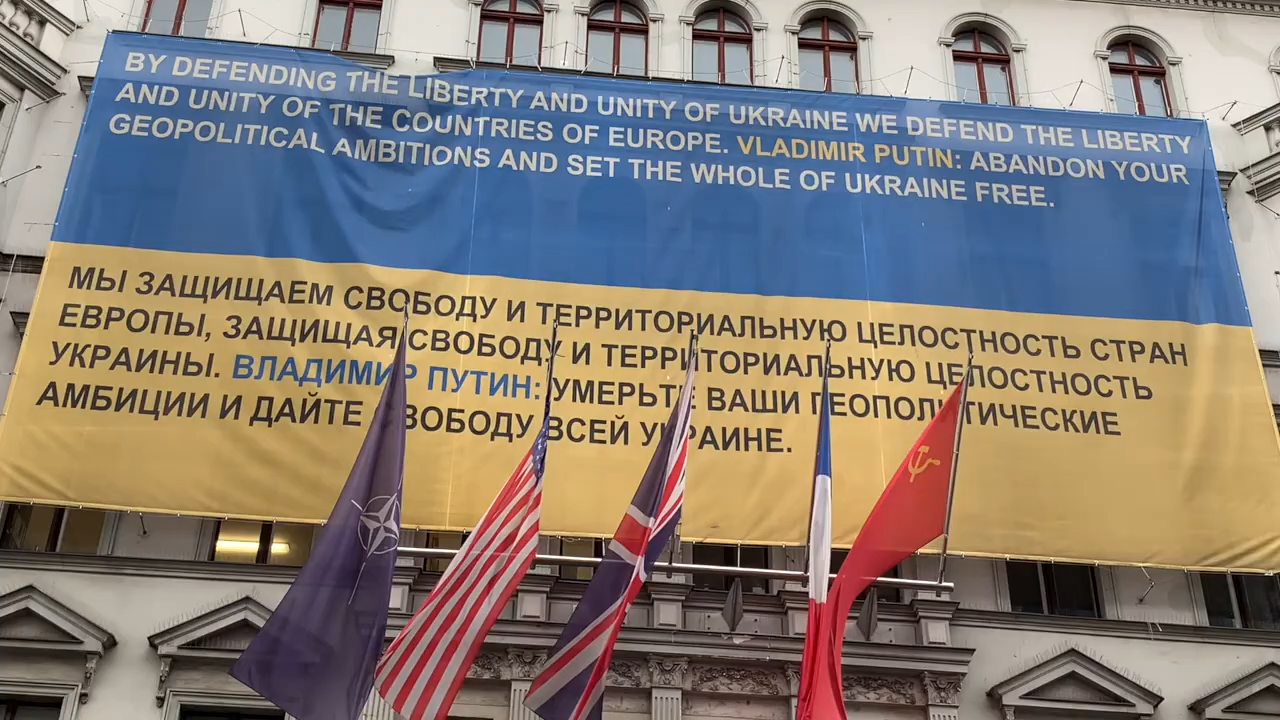 BY DEFENDING THE LIBERTY AND UNITY OF UKRAINE WE DEFEND THE LIBERTY
AND UNITY OF THE COUNTRIES OF EUROPE. VLADIMIR PUTIN: ABANDON YOUR
GEOPOLITICAL AMBITIONS AND SET THE WHOLE OF UKRAINE FREE.
МЫ ЗАЩИЩАЕМ СВОБОДУ И ТЕРРИТОРИАЛЬНУЮ ЦЕЛОСТНОСТЬ СТРАН
ЕВРОПЫ, ЗАЩИЩАЯ СВОБОДУ И ТЕРРИТОРИАЛЬНУЮ ЦЕЛОСТНОСТЬ
УКРАИНЫ. ВЛАДИМИР ПУТИН: УМЕРЬТЕ ВАШИ ГЕОПОЛИТИЧЕСКИЕ
АМБИЦИИ И ДАЙТЕ СВОБОДУ ВСЕЙ УКРАИНЕ.